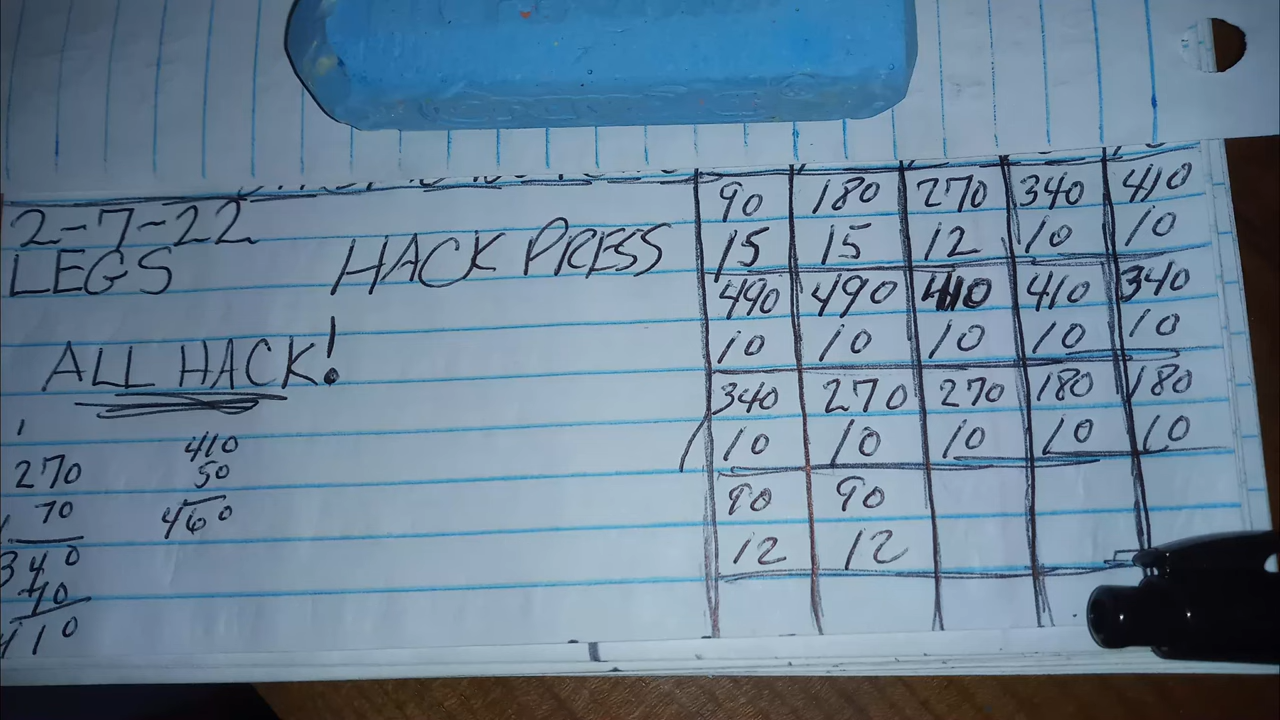 2-7-22
LEGS
HACK PRESS
ALL HACK!
90 180 270 340 410
15 15 12 10 10
490 490 410 410 340
10 10 10 10 10
340 270 270 180 180
10 10 10 10 10
90 90
12 12
1
270
70
340
70
410
410
50
460